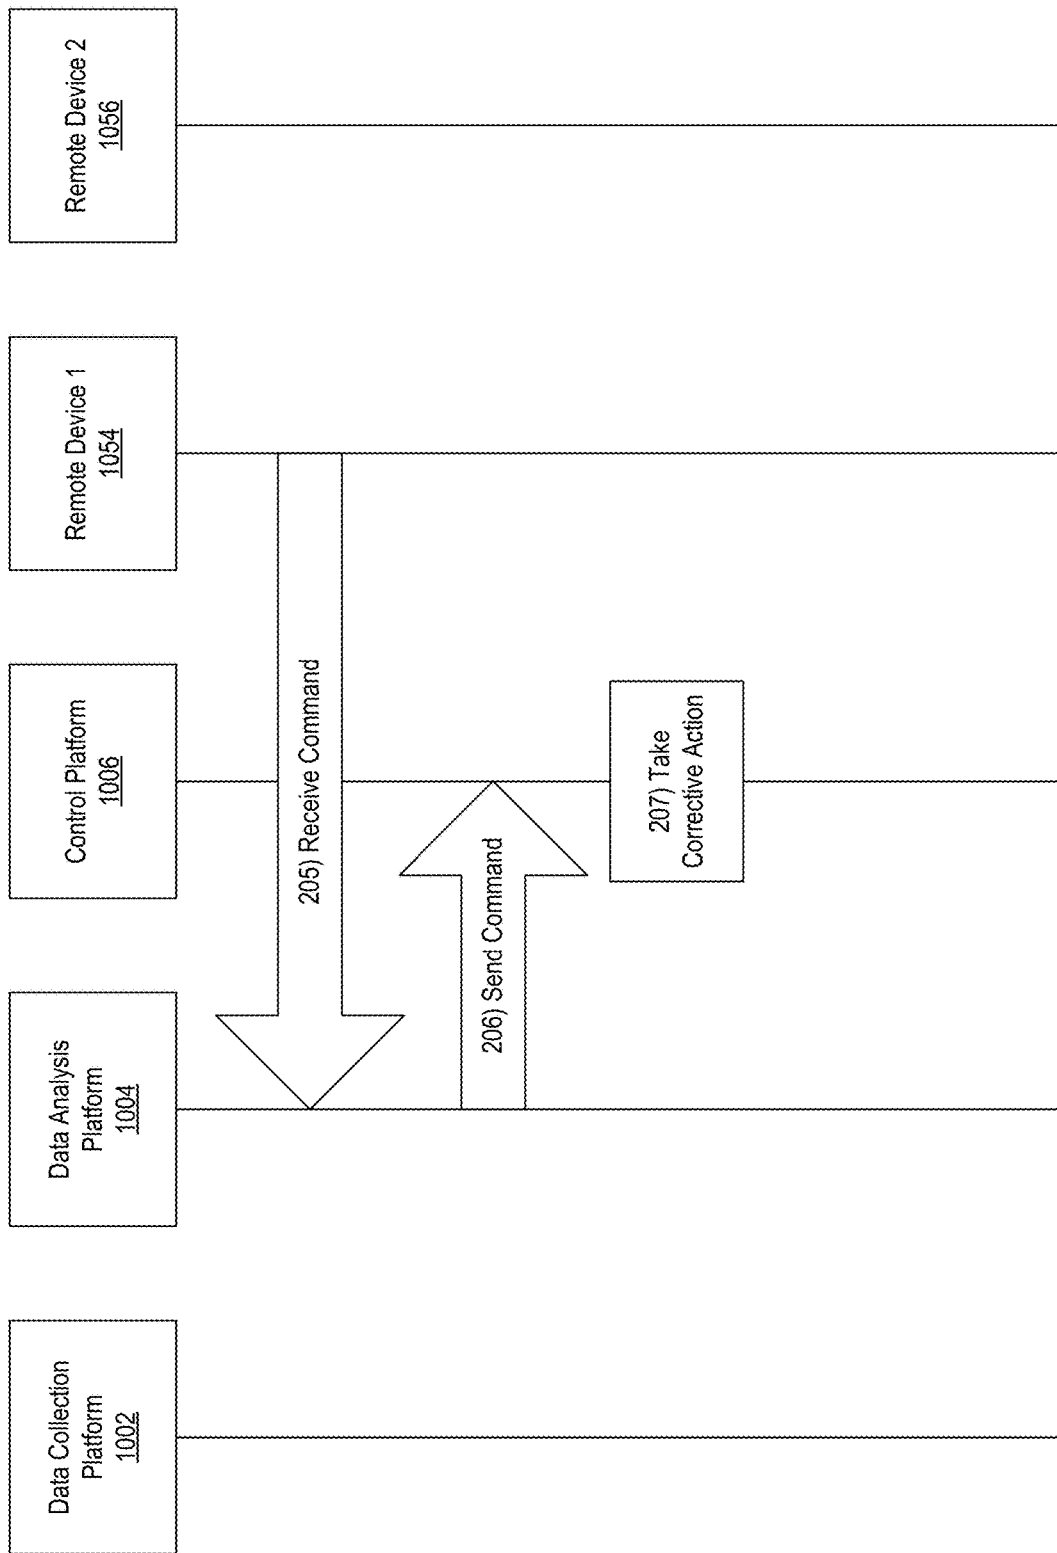 Data Collection
Platform
1002
Data Analysis
Platform
1004
Control Platform
1006
Remote Device 1
1054
Remote Device 2
1056
205) Receive Command
206) Send Command
207) Take
Corrective Action